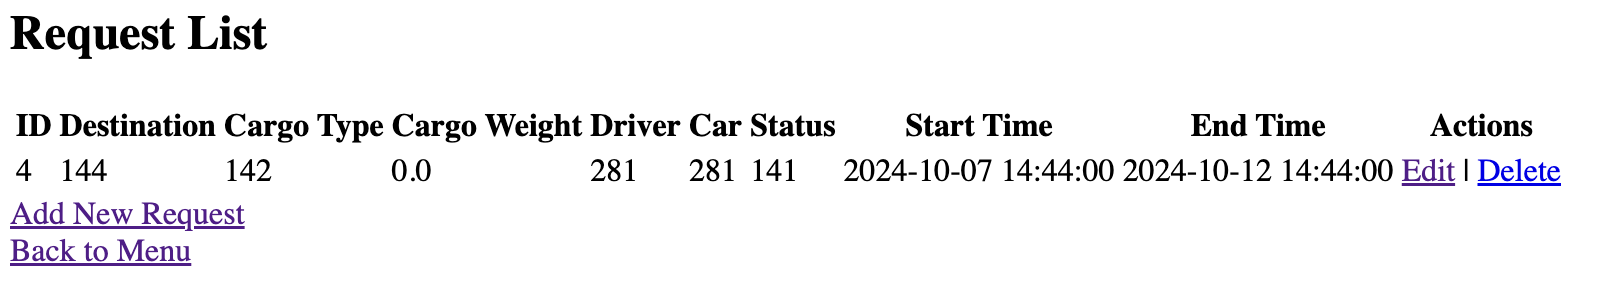 Request List
ID Destination Cargo Type Cargo Weight Driver Car Status Start Time End Time Actions
4 144 142 0.0 281 281 141 2024-10-07 14:44:00 2024-10-12 14:44:00 Edit | Delete
Add New Request
Back to Menu